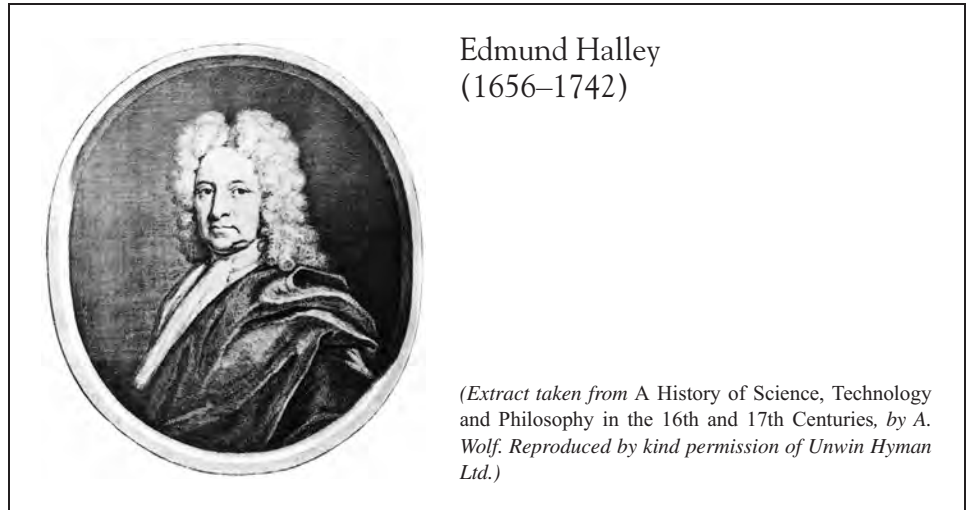 Edmund Halley
(1656–1742)
(Extract taken from A History of Science, Technology
and Philosophy in the 16th and 17th Centuries, by A.
Wolf. Reproduced by kind permission of Unwin Hyman
Ltd.)